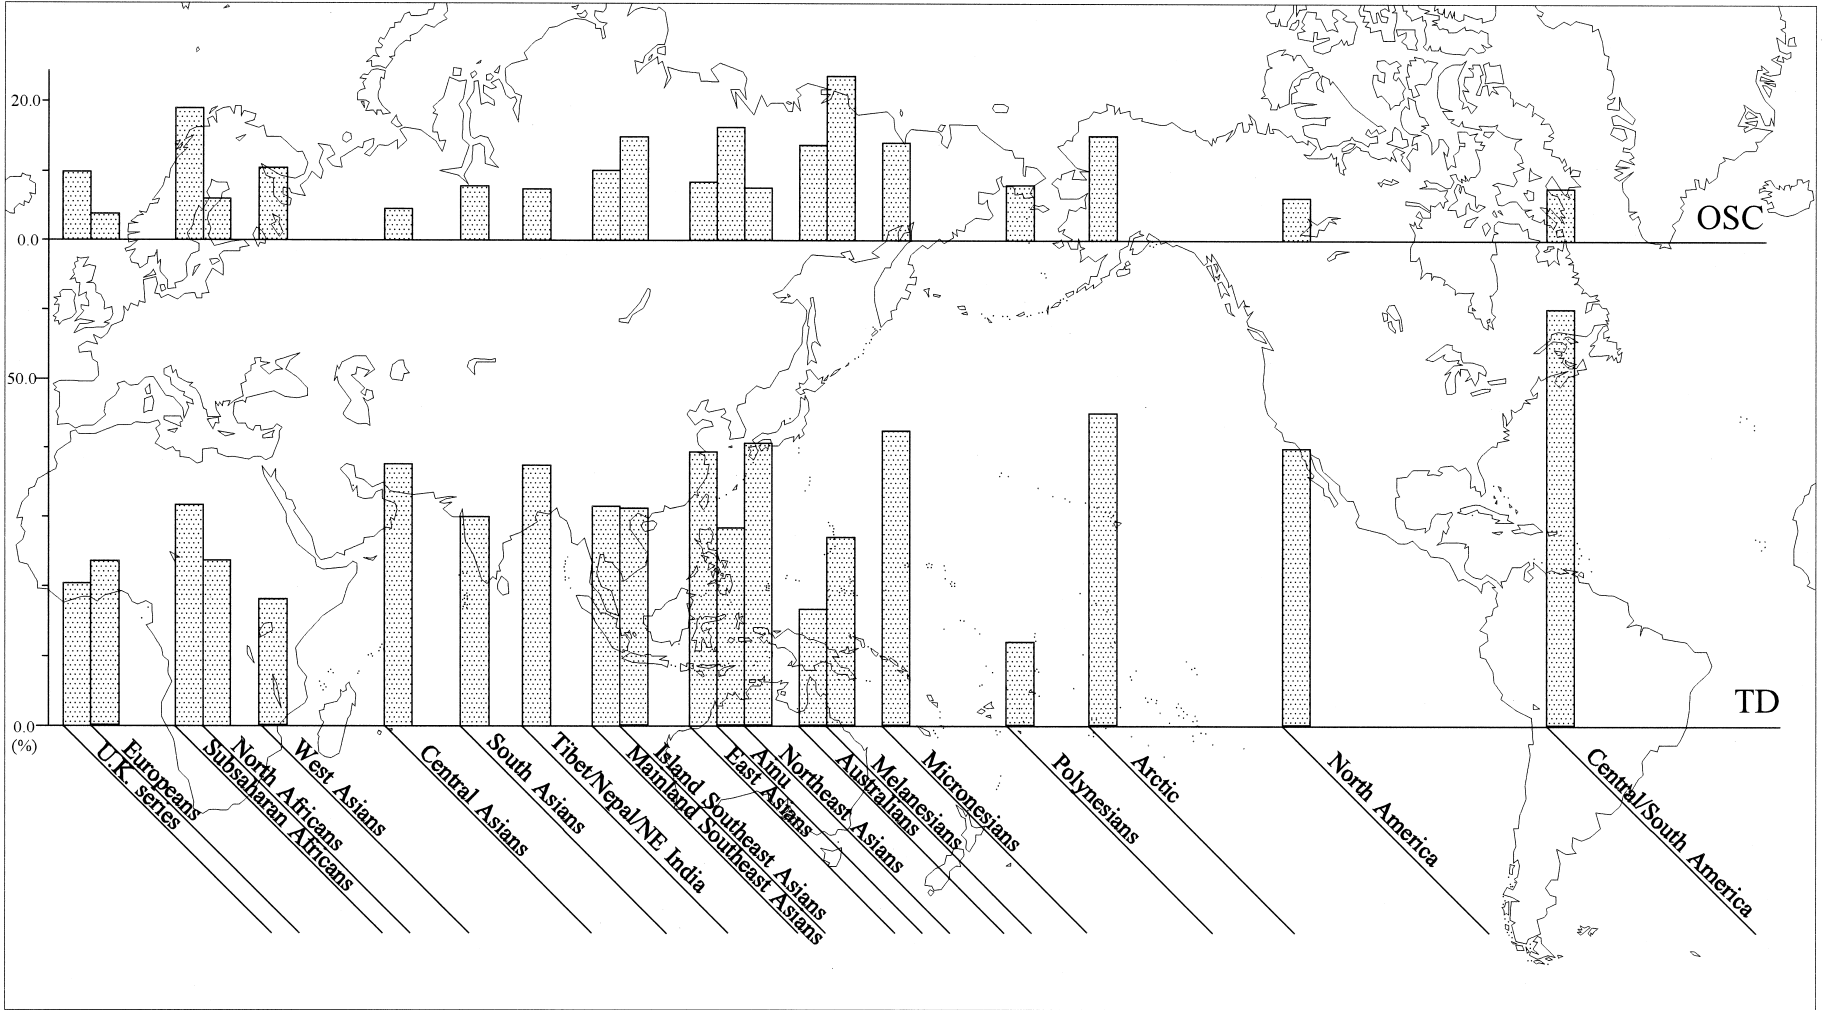 20.0
0.0
OSC
50.0
TD
0.0
(%)
U.K. series
Europeans
Subsaharan Africans
North Africans
West Asians
Central Asians
South Asians
Tibet/Nepal/NE India
Mainland Southeast Asians
Island Southeast Asians
East Asians
Ainu
Northeast Asians
Australians
Melanesians
Micronesians
Polynesians
Arctic
North America
Central/South America